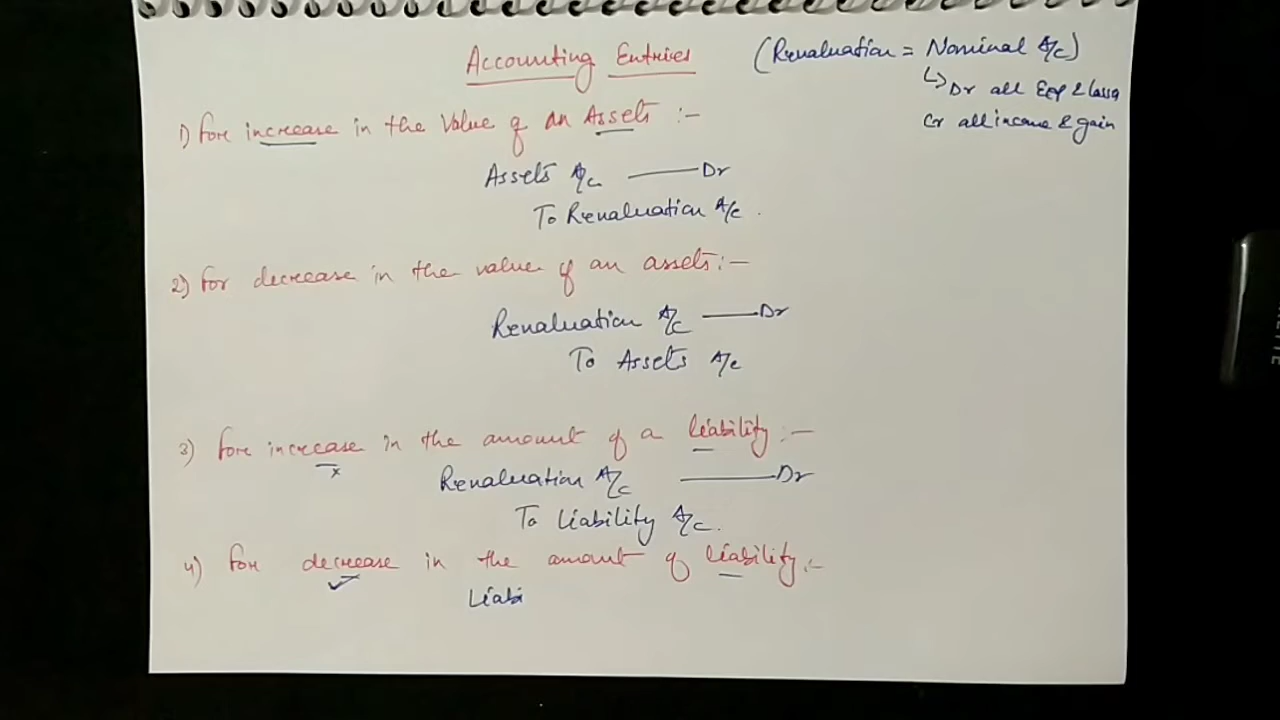 Accounting Entries
(Revaluation = Nominal A/c)
↳ Dr all Exp & Losses
Cr all income & gain
1) For increase in the Value of an Assets :-
Assets A/c ——— Dr
To Revaluation A/c.
2) For decrease in the value of an assets :-
Revaluation A/c ——— Dr
To Assets A/c
3) For increase in the amount of a liability :-
x
Revaluation A/c ——— Dr
To Liability A/c.
4) For decrease in the amount of liability :-
✓
Liabi